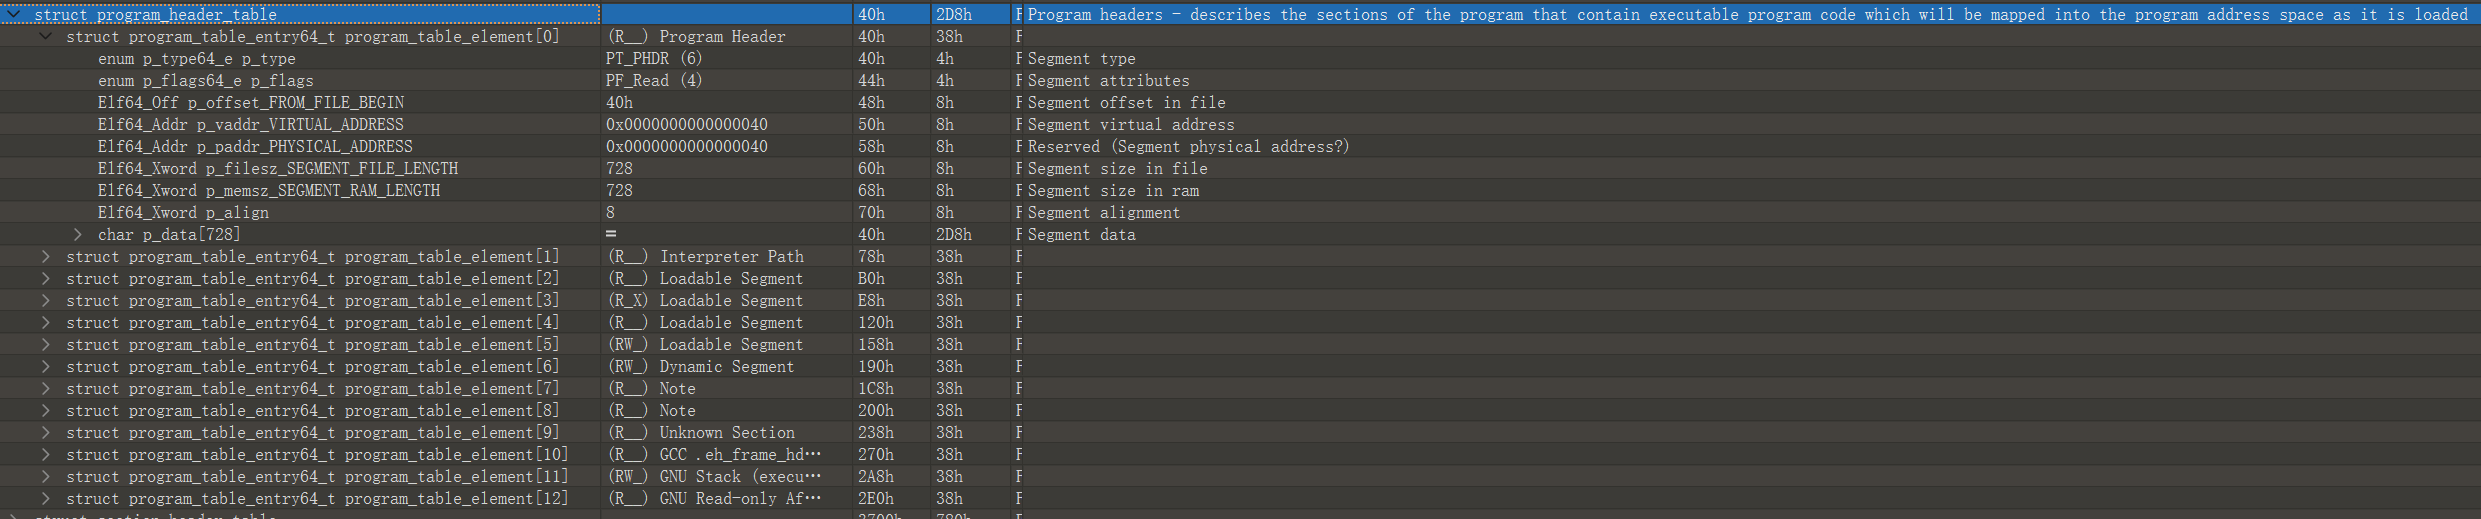 struct program_header_table 40h 2D8h F Program headers - describes the sections of the program that contain executable program code which will be mapped into the program address space as it is loaded
struct program_table_entry64_t program_table_element[0] (R__) Program Header 40h 38h F
enum p_type64_e p_type PT_PHDR (6) 40h 4h F Segment type
enum p_flags64_e p_flags PF_Read (4) 44h 4h F Segment attributes
Elf64_Off p_offset_FROM_FILE_BEGIN 40h 48h 8h F Segment offset in file
Elf64_Addr p_vaddr_VIRTUAL_ADDRESS 0x0000000000000040 50h 8h F Segment virtual address
Elf64_Addr p_paddr_PHYSICAL_ADDRESS 0x0000000000000040 58h 8h F Reserved (Segment physical address?)
Elf64_Xword p_filesz_SEGMENT_FILE_LENGTH 728 60h 8h F Segment size in file
Elf64_Xword p_memsz_SEGMENT_RAM_LENGTH 728 68h 8h F Segment size in ram
Elf64_Xword p_align 8 70h 8h F Segment alignment
char p_data[728] = 40h 2D8h F Segment data
struct program_table_entry64_t program_table_element[1] (R__) Interpreter Path 78h 38h F
struct program_table_entry64_t program_table_element[2] (R__) Loadable Segment B0h 38h F
struct program_table_entry64_t program_table_element[3] (R_X) Loadable Segment E8h 38h F
struct program_table_entry64_t program_table_element[4] (R__) Loadable Segment 120h 38h F
struct program_table_entry64_t program_table_element[5] (RW_) Loadable Segment 158h 38h F
struct program_table_entry64_t program_table_element[6] (RW_) Dynamic Segment 190h 38h F
struct program_table_entry64_t program_table_element[7] (R__) Note 1C8h 38h F
struct program_table_entry64_t program_table_element[8] (R__) Note 200h 38h F
struct program_table_entry64_t program_table_element[9] (R__) Unknown Section 238h 38h F
struct program_table_entry64_t program_table_element[10] (R__) GCC .eh_frame_hd… 270h 38h F
struct program_table_entry64_t program_table_element[11] (RW_) GNU Stack (execu… 2A8h 38h F
struct program_table_entry64_t program_table_element[12] (R__) GNU Read-only Af… 2E0h 38h F